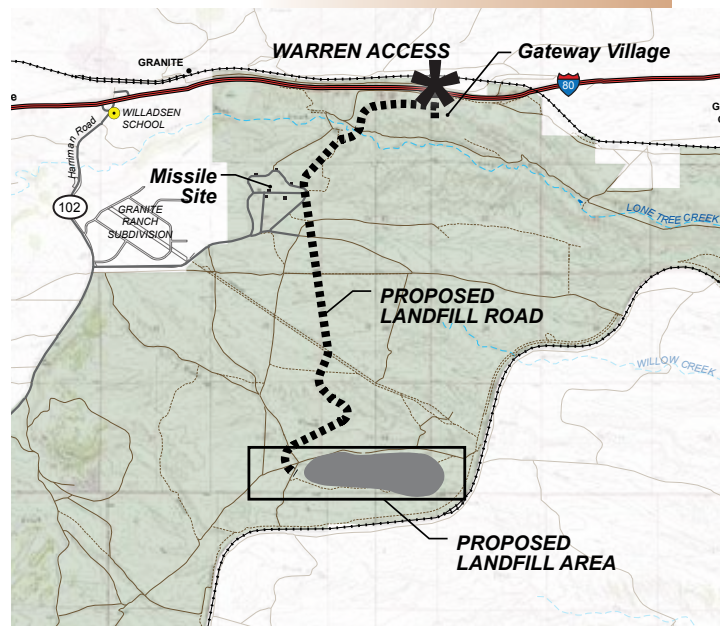 WARREN ACCESS
Gateway Village
GRANITE
80
WILLADSEN
SCHOOL
Harriman Road
Missile
Site
102
GRANITE
RANCH
SUBDIVISION
LONE TREE CREEK
PROPOSED
LANDFILL ROAD
WILLOW CREEK
PROPOSED
LANDFILL AREA